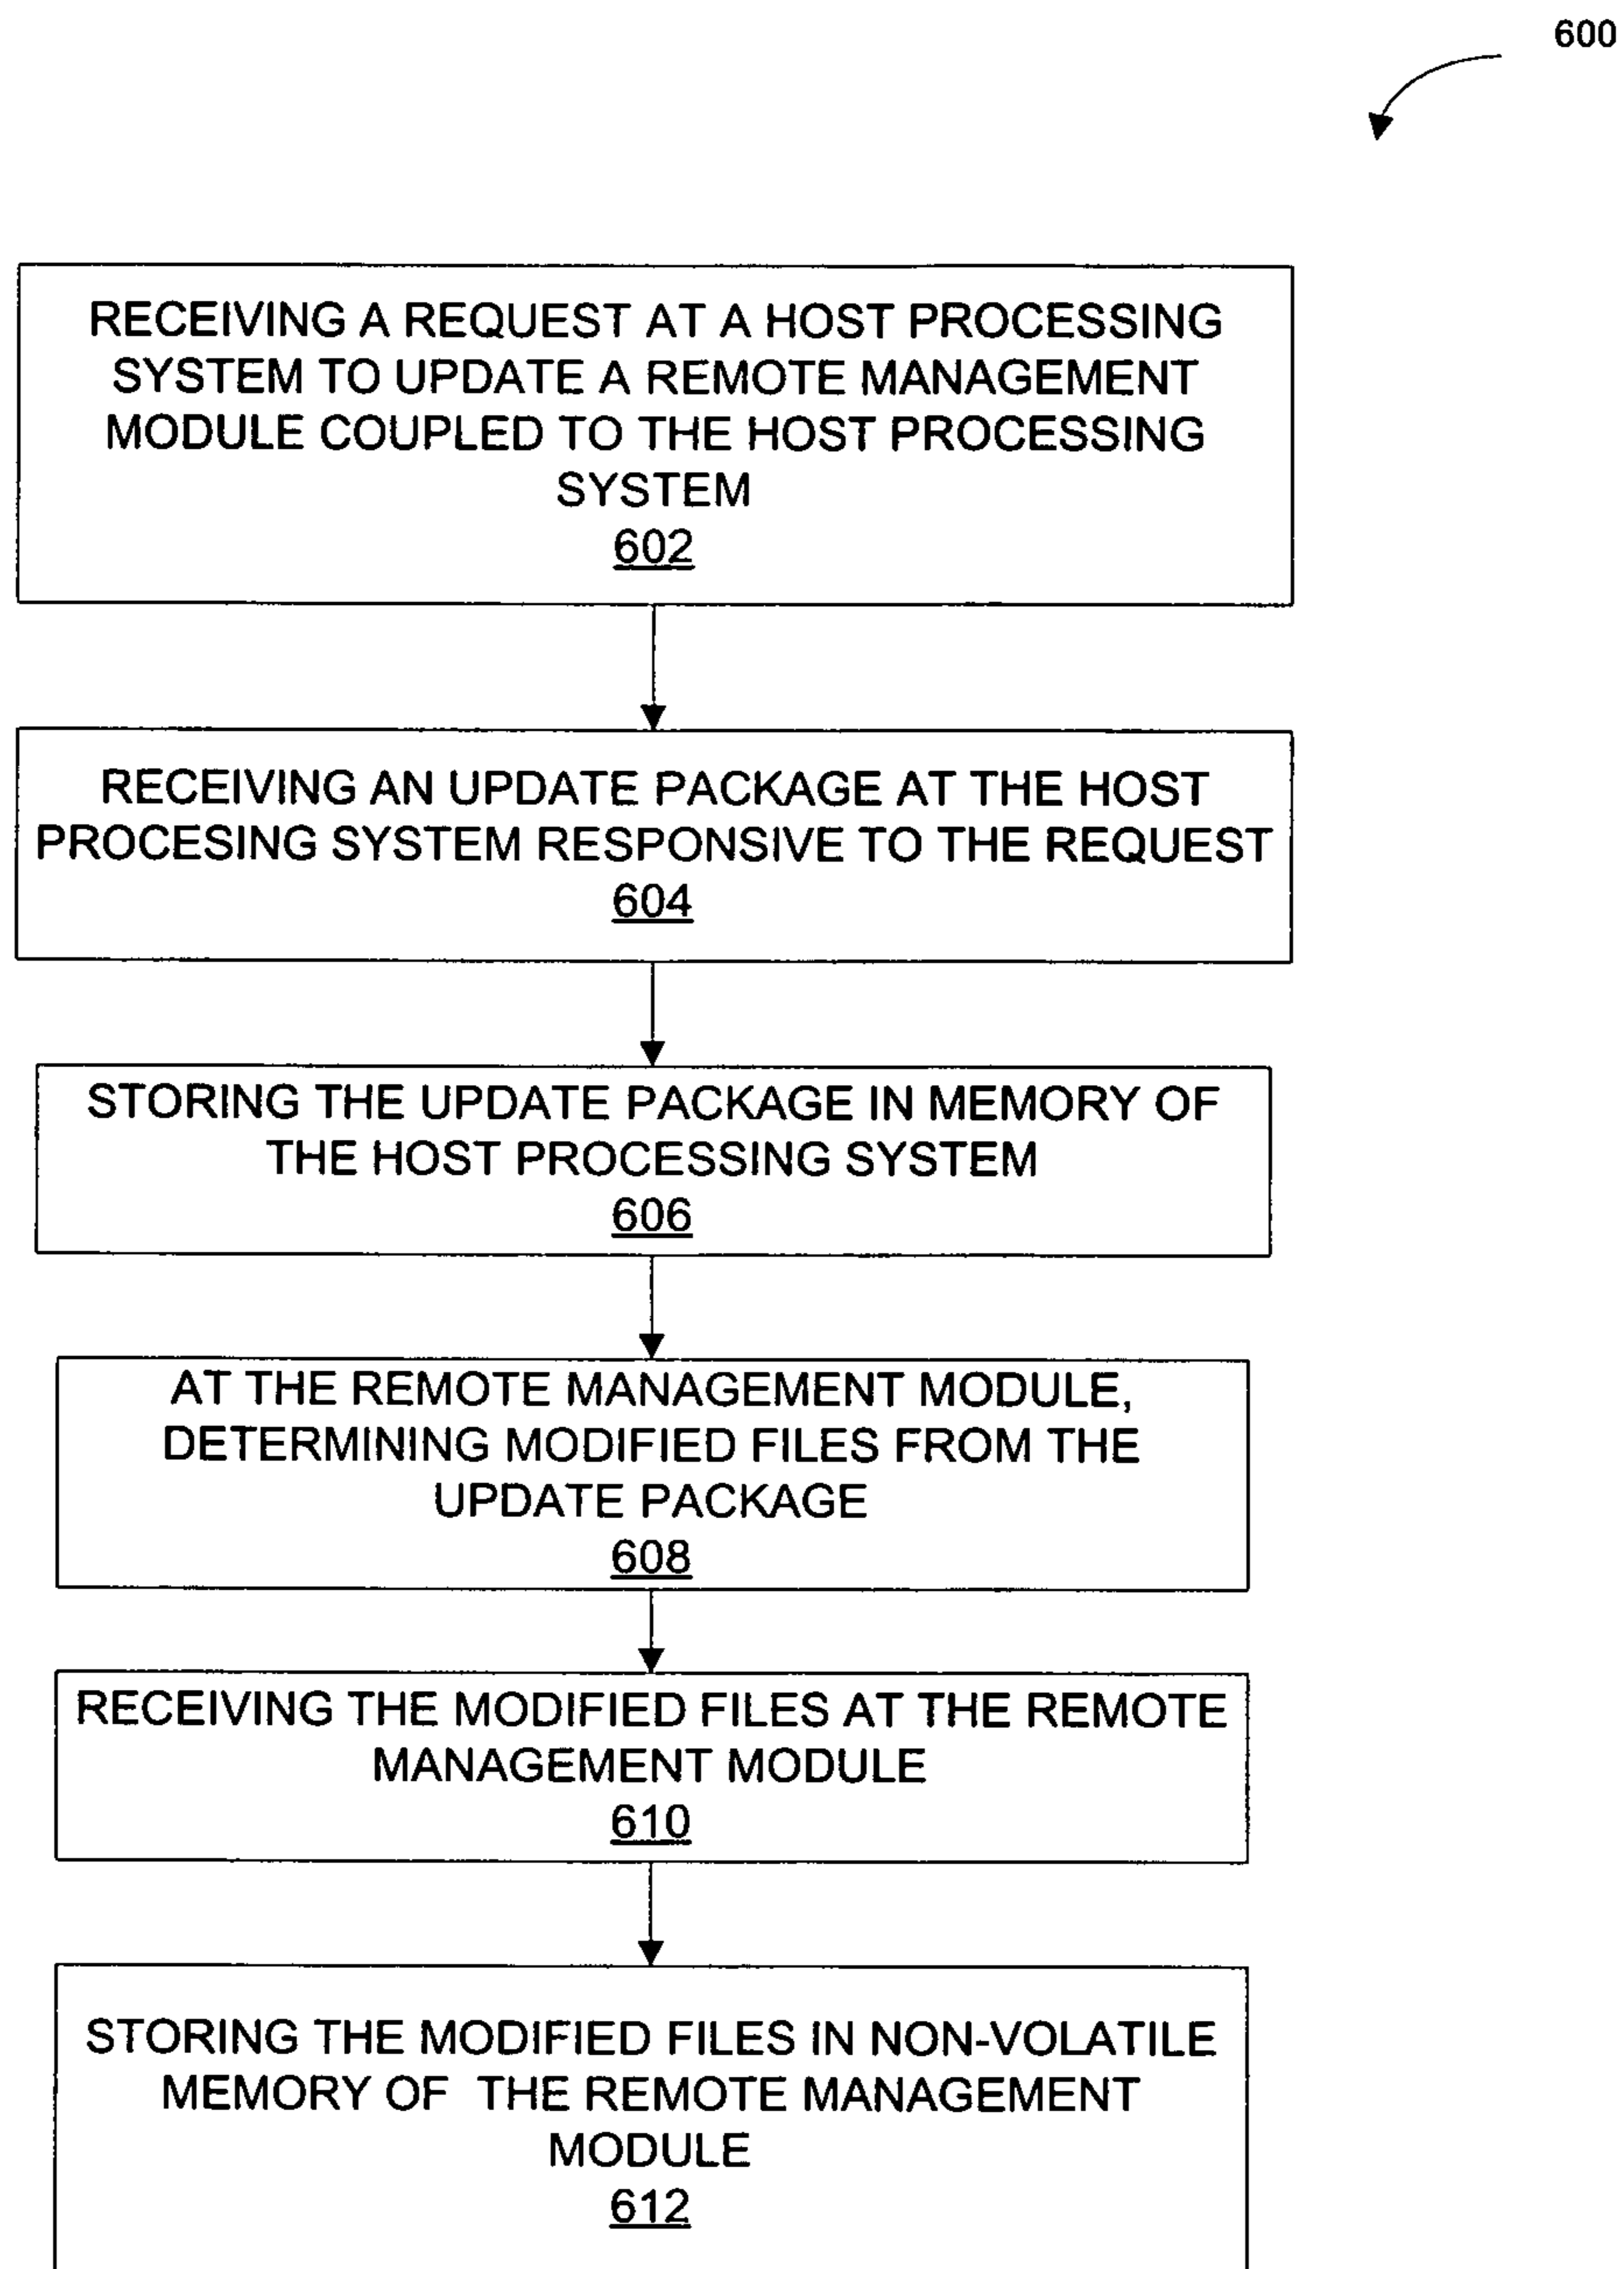 600
RECEIVING A REQUEST AT A HOST PROCESSING
SYSTEM TO UPDATE A REMOTE MANAGEMENT
MODULE COUPLED TO THE HOST PROCESSING
SYSTEM
602
RECEIVING AN UPDATE PACKAGE AT THE HOST
PROCESING SYSTEM RESPONSIVE TO THE REQUEST
604
STORING THE UPDATE PACKAGE IN MEMORY OF
THE HOST PROCESSING SYSTEM
606
AT THE REMOTE MANAGEMENT MODULE,
DETERMINING MODIFIED FILES FROM THE
UPDATE PACKAGE
608
RECEIVING THE MODIFIED FILES AT THE REMOTE
MANAGEMENT MODULE
610
STORING THE MODIFIED FILES IN NON-VOLATILE
MEMORY OF THE REMOTE MANAGEMENT
MODULE
612